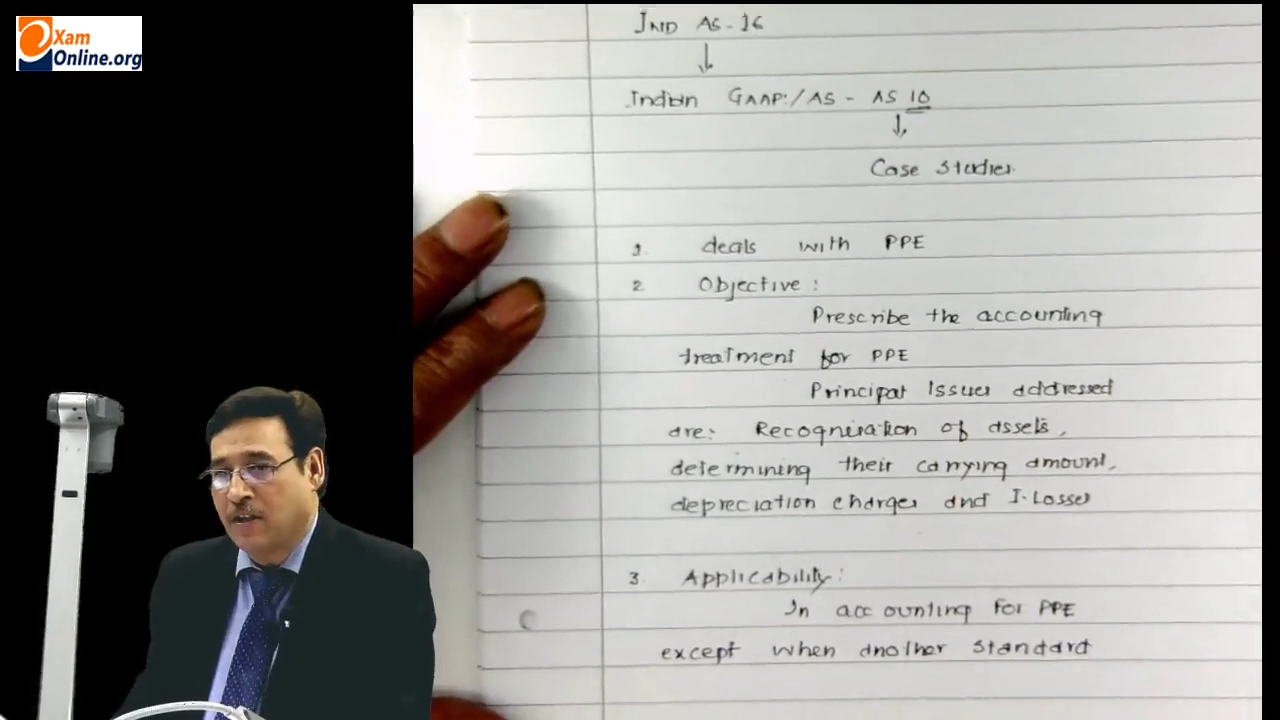 exam
Online.org
IND AS - 16
Indian GAAP:/AS - AS 10
Case Studies
1. deals with PPE
2 Objective:
Prescribe the accounting
treatment for PPE
Principal Issues addressed
are: Recognisation of assets,
determining their carrying amount,
depreciation charges and I. Losses
3. Applicability:
In accounting for PPE
except when another standard